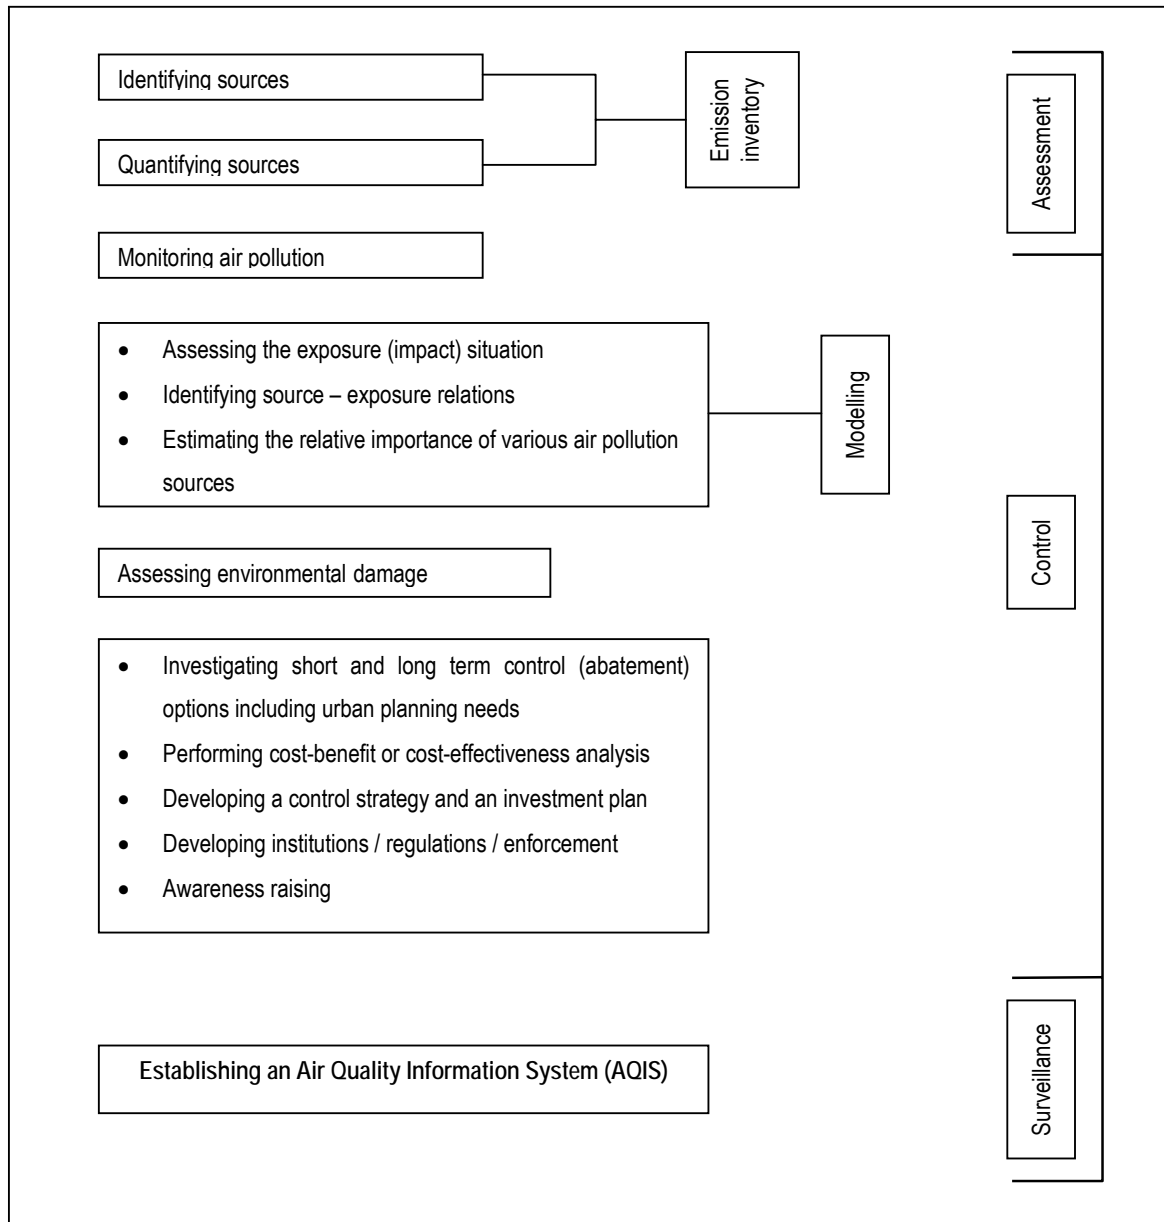 Identifying sources
Quantifying sources
Emission
inventory
Assessment
Monitoring air pollution
• Assessing the exposure (impact) situation
• Identifying source – exposure relations
• Estimating the relative importance of various air pollution
sources
Modelling
Control
Assessing environmental damage
• Investigating short and long term control (abatement)
options including urban planning needs
• Performing cost-benefit or cost-effectiveness analysis
• Developing a control strategy and an investment plan
• Developing institutions / regulations / enforcement
• Awareness raising
Establishing an Air Quality Information System (AQIS)
Surveillance